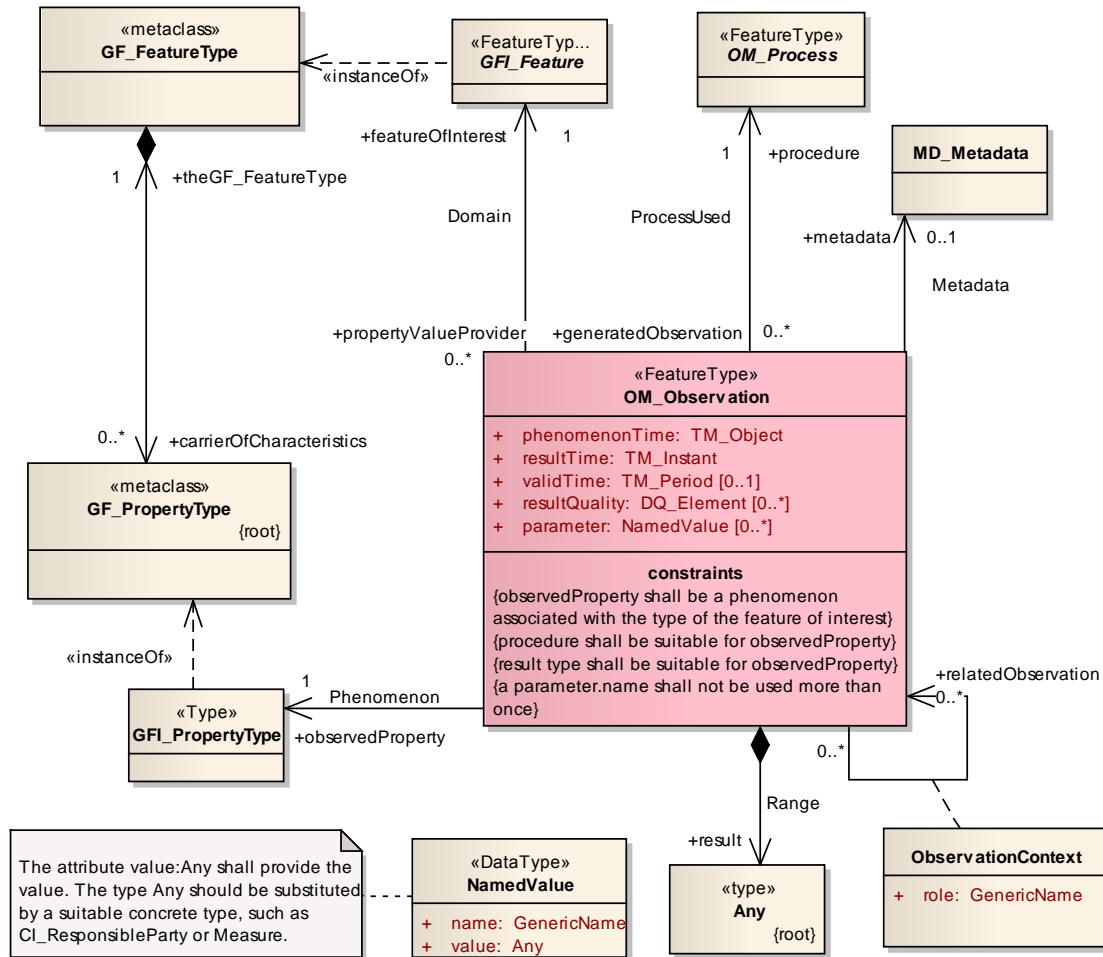 «metaclass»
GF_FeatureType
«FeatureTyp...
GFI_Feature
«FeatureType»
OM_Process
«instanceOf»
+featureOfInterest
1
1
+procedure
MD_Metadata
1
+theGF_FeatureType
Domain
ProcessUsed
+metadata
0..1
Metadata
+propertyValueProvider
0..*
+generatedObservation
0..*
«FeatureType»
OM_Observation
+ phenomenonTime: TM_Object
+ resultTime: TM_Instant
+ validTime: TM_Period [0..1]
+ resultQuality: DQ_Element [0..*]
+ parameter: NamedValue [0..*]
constraints
{observedProperty shall be a phenomenon
associated with the type of the feature of interest}
{procedure shall be suitable for observedProperty}
{result type shall be suitable for observedProperty}
{a parameter.name shall not be used more than
once}
0..*
+carrierOfCharacteristics
«metaclass»
GF_PropertyType
{root}
«instanceOf»
+relatedObservation
0..*
0..*
1
Phenomenon
+observedProperty
«Type»
GFI_PropertyType
Range
+result
The attribute value:Any shall provide the
value. The type Any should be substituted
by a suitable concrete type, such as
CI_ResponsibleParty or Measure.
«DataType»
NamedValue
+ name: GenericName
+ value: Any
«type»
Any
{root}
ObservationContext
+ role: GenericName